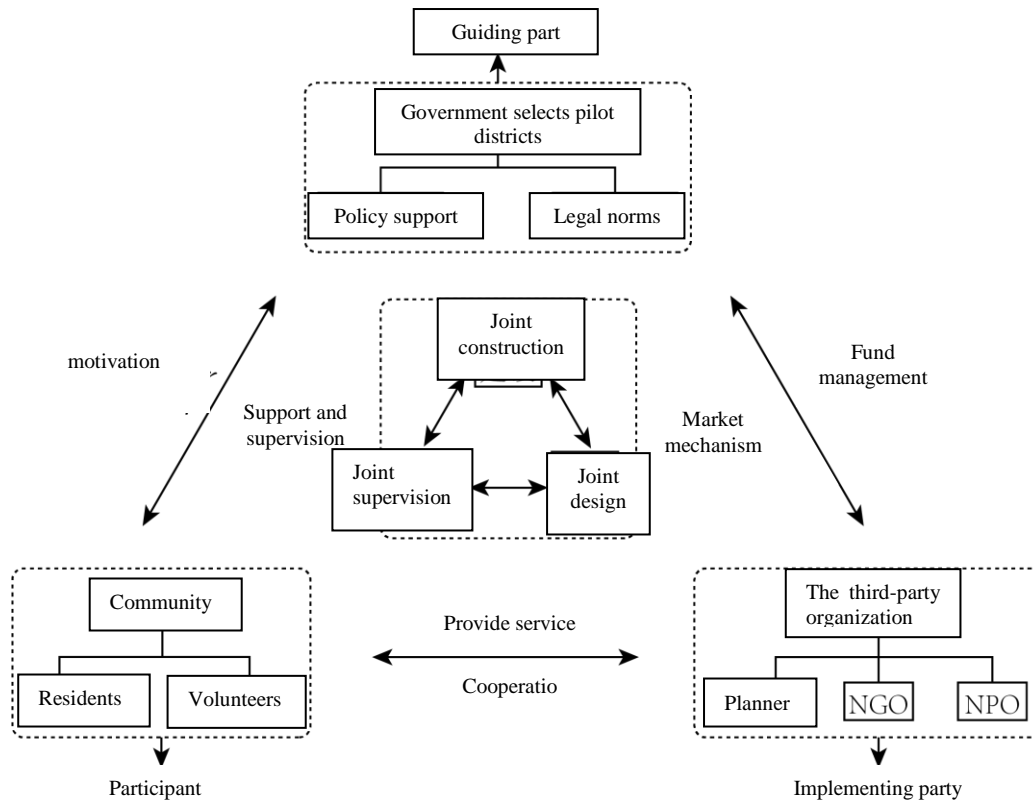 Guiding part
Government selects pilot
districts
Policy support
Legal norms
Joint
construction
motivation
Fund
management
Support and
supervision
Market
mechanism
Joint
supervision
Joint
design
Community
The third-party
organization
Provide service
Residents
Volunteers
Cooperatio
Planner
NGO
NPO
Participant
Implementing party